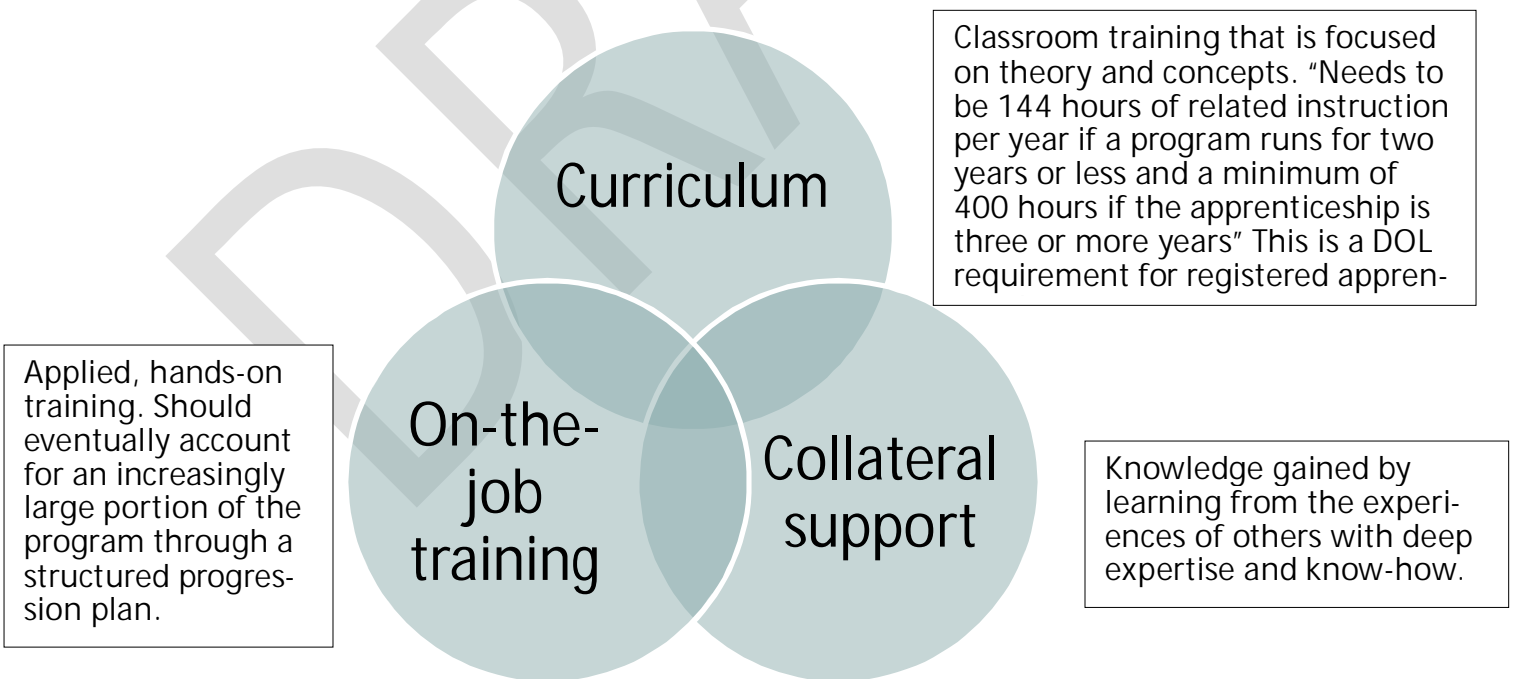 DRA
Classroom training that is focused
on theory and concepts. "Needs to
be 144 hours of related instruction
per year if a program runs for two
years or less and a minimum of
400 hours if the apprenticeship is
three or more years" This is a DOL
requirement for registered appren-
Curriculum
Applied, hands-on
training. Should
eventually account
for an increasingly
large portion of the
program through a
structured progres-
sion plan.
On-the-
job
training
Collateral
support
Knowledge gained by
learning from the experi-
ences of others with deep
expertise and know-how.